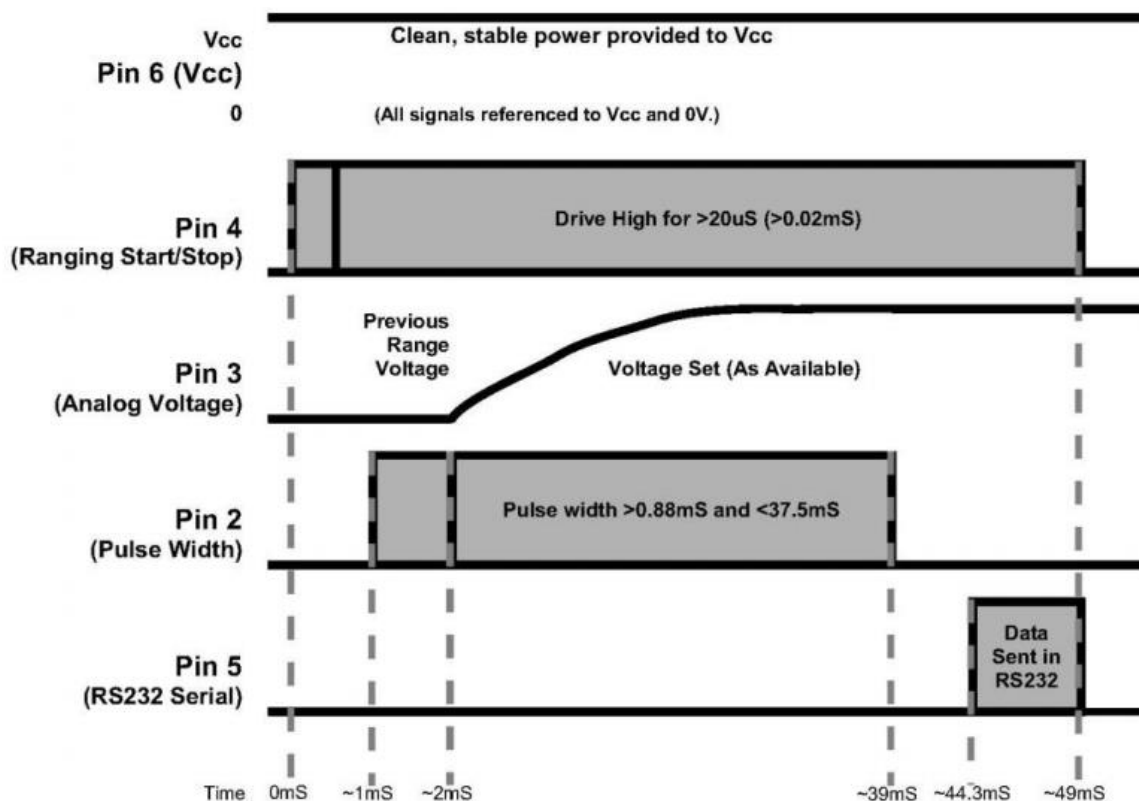 Vcc
Clean, stable power provided to Vcc
Pin 6 (Vcc)
0
(All signals referenced to Vcc and 0V.)
Pin 4
(Ranging Start/Stop)
Drive High for >20uS (>0.02mS)
Previous
Range
Voltage
Pin 3
(Analog Voltage)
Voltage Set (As Available)
Pin 2
(Pulse Width)
Pulse width >0.88mS and <37.5mS
Pin 5
(RS232 Serial)
Data
Sent in
RS232
Time 0mS ~1mS ~2mS ~39mS ~44.3mS ~49mS